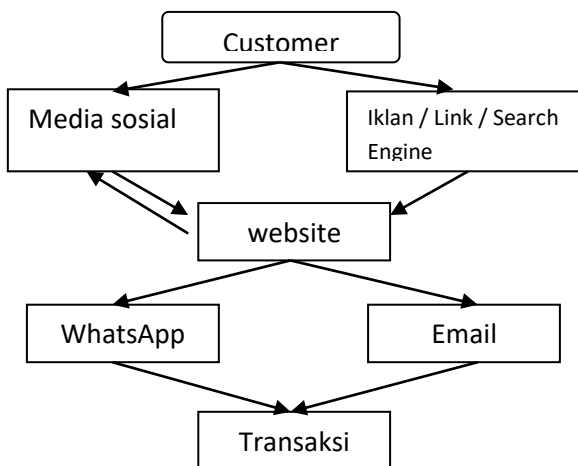 Customer
Media sosial
Iklan / Link / Search
Engine
website
WhatsApp
Email
Transaksi